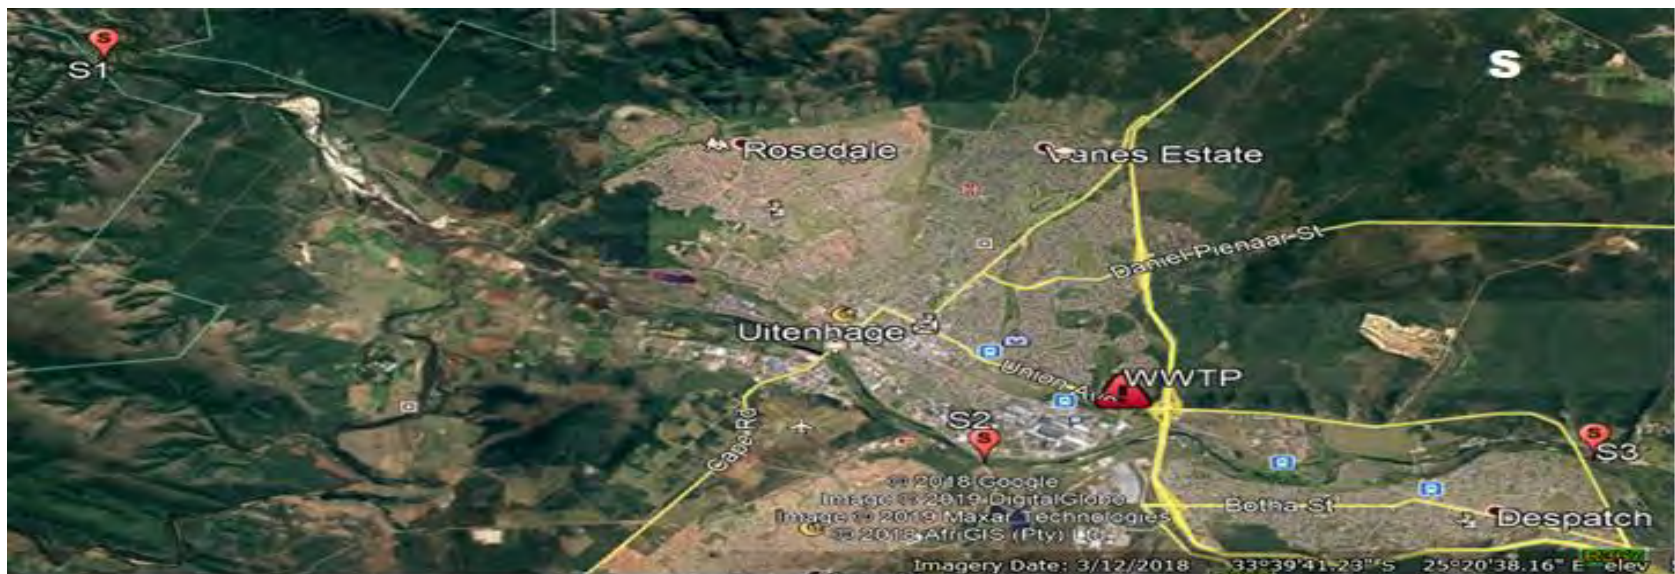 S
S
S1
Rosedale
Vanes Estate
Daniel Pienaar St
Uitenhage
Union Av
WWTP
Cape Rd
S2
S
S
S3
© 2018 Google
Image © 2019 DigitalGlobe
Image © 2019 Maxar Technologies
© 2018 AfriGIS (Pty) L
Botha St
Despatch
Imagery Date: 3/12/2018 33°39'41.23" S 25°20'38.16" E elev